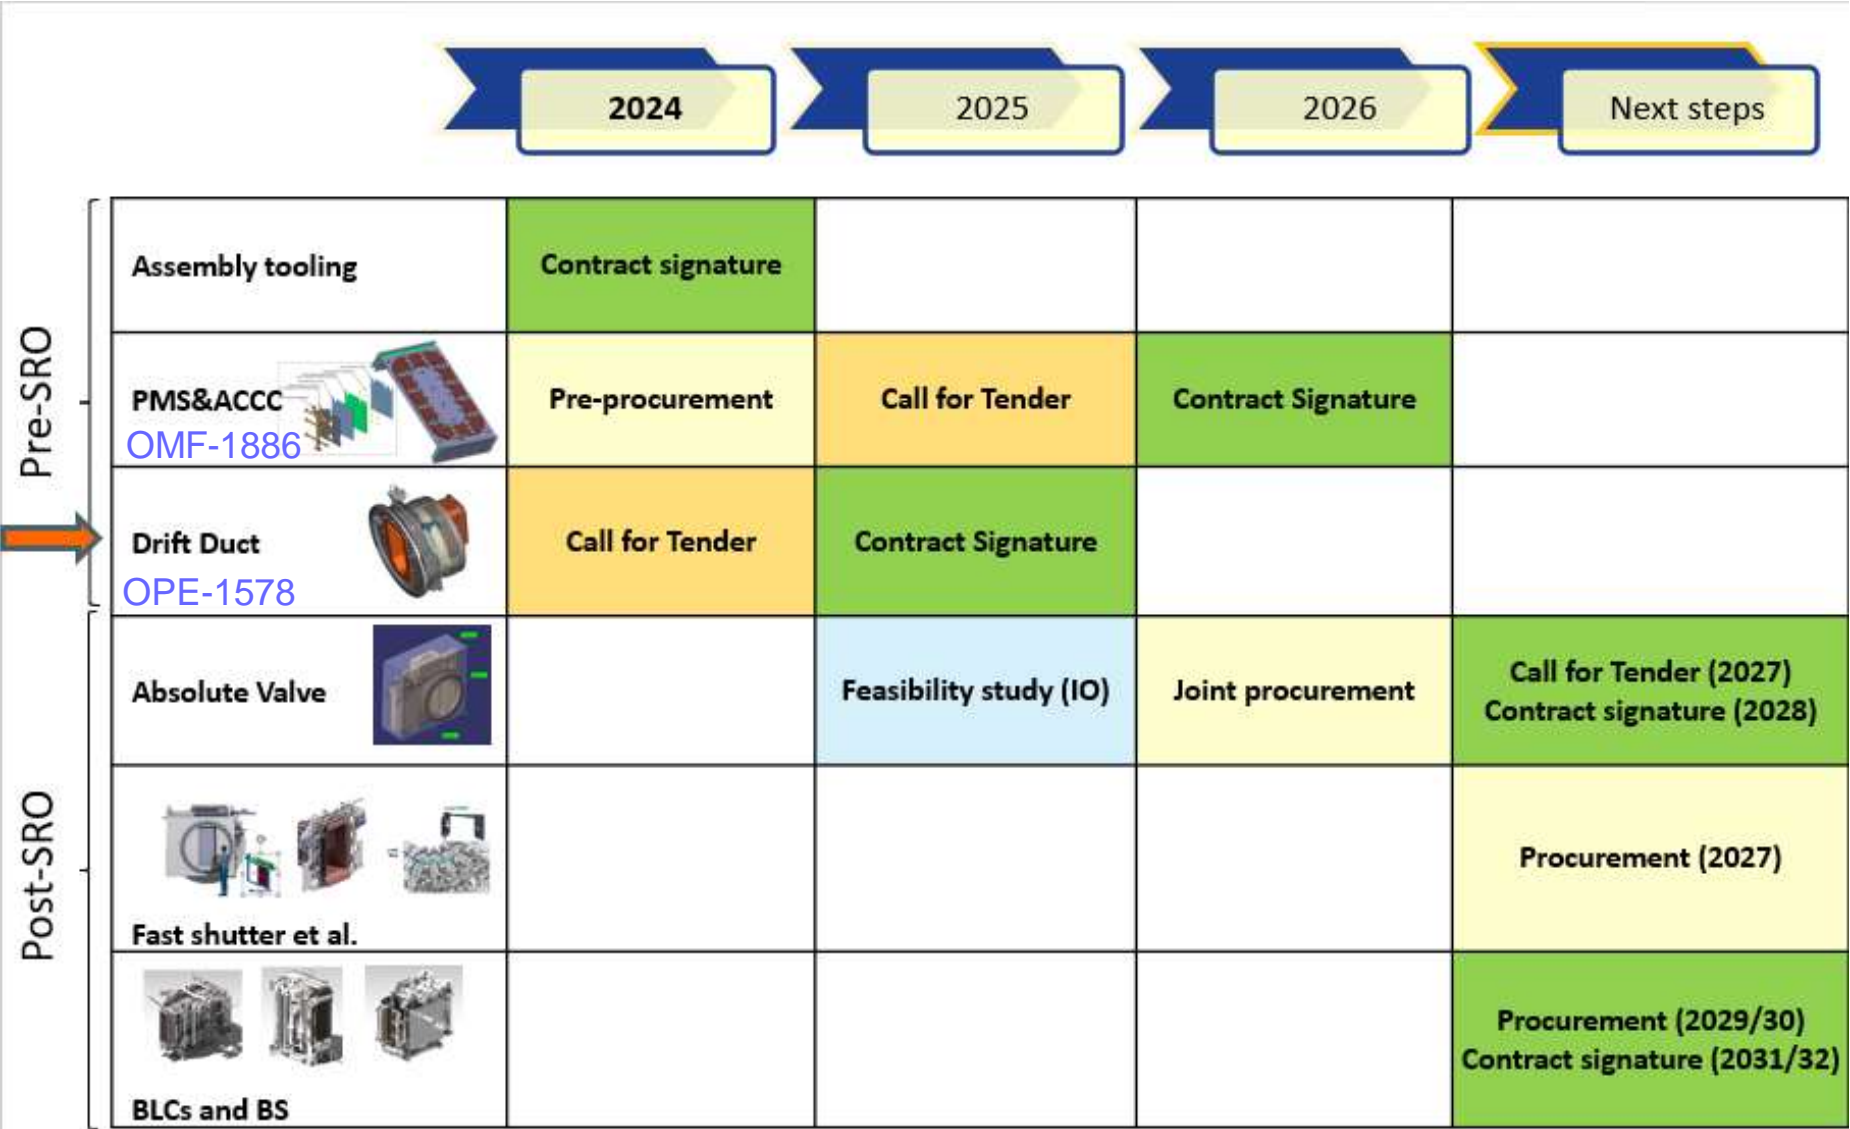 2024
2025
2026
Next steps
Pre-SRO
Assembly tooling
Contract signature
PMS&ACCC
OMF-1886
Pre-procurement
Call for Tender
Contract Signature
Drift Duct
OPE-1578
Call for Tender
Contract Signature
Post-SRO
Absolute Valve
Feasibility study (IO)
Joint procurement
Call for Tender (2027)
Contract signature (2028)
Fast shutter et al.
Procurement (2027)
BLCs and BS
Procurement (2029/30)
Contract signature (2031/32)